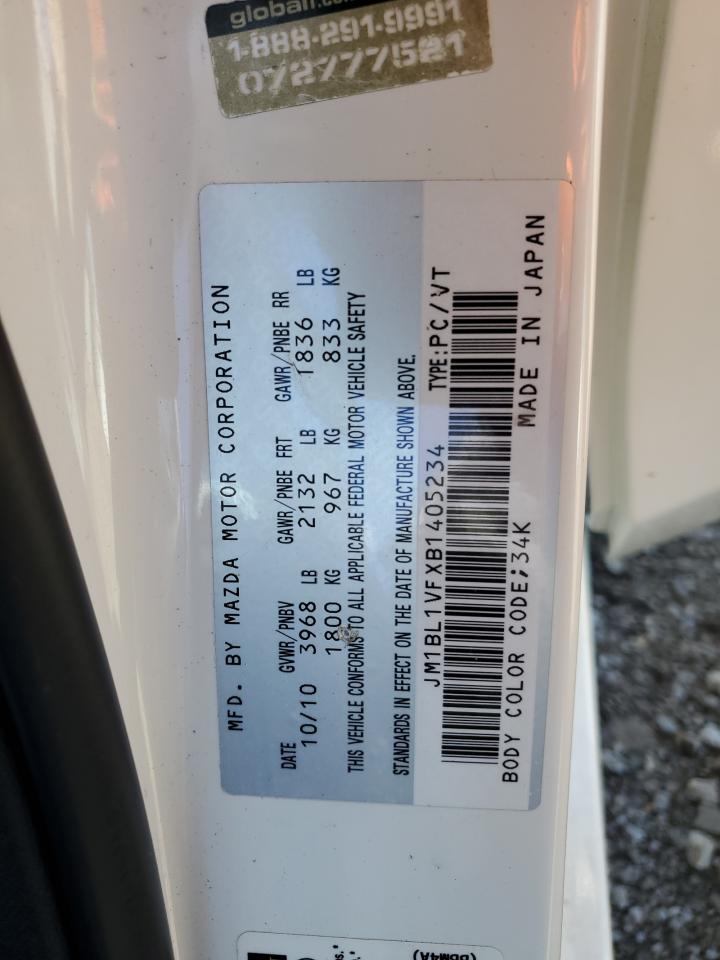 globali
1-888-291-9991
072777521
MFD. BY MAZDA MOTOR CORPORATION
DATE GVWR/PNBV GAWR/PNBE FRT GAWR/PNBE RR
10/10 3968 LB 2132 LB 1836 LB
1800 KG 967 KG 833 KG
THIS VEHICLE CONFORMS TO ALL APPLICABLE FEDERAL MOTOR VEHICLE SAFETY
STANDARDS IN EFFECT ON THE DATE OF MANUFACTURE SHOWN ABOVE.
JM1BL1VFXB1405234 TYPE:PC/VT
BODY COLOR CODE;34K MADE IN JAPAN
(DDM4A)